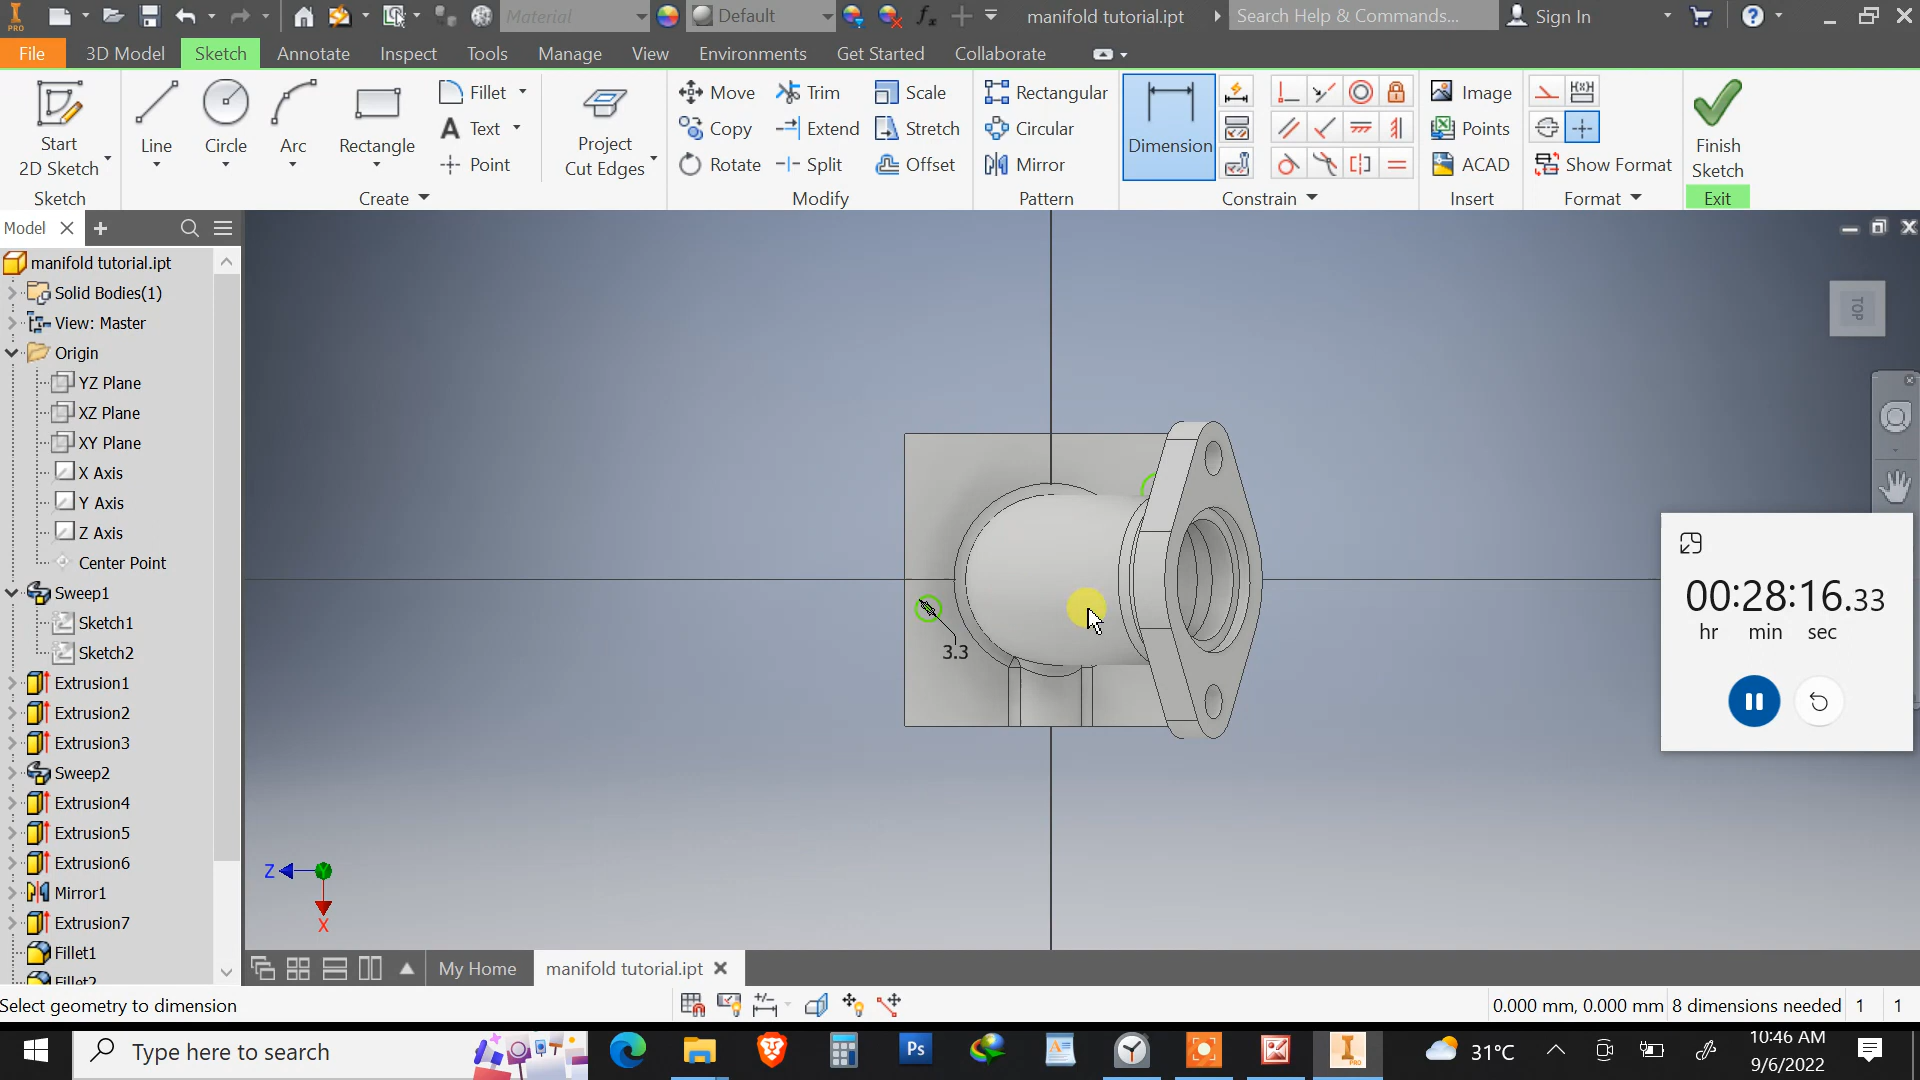 PRO
Material
Default
manifold tutorial.ipt
Search Help & Commands...
Sign In
File
3D Model
Sketch
Annotate
Inspect
Tools
Manage
View
Environments
Get Started
Collaborate
Start
2D Sketch
Line
Circle
Arc
Rectangle
Fillet
Text
Point
Project
Cut Edges
Move
Copy
Rotate
Trim
Extend
Split
Scale
Stretch
Offset
Rectangular
Circular
Mirror
Dimension
Image
Points
ACAD
Show Format
Finish
Sketch
Sketch
Create
Modify
Pattern
Constrain
Insert
Format
Exit
Model
manifold tutorial.ipt
Solid Bodies(1)
View: Master
Origin
YZ Plane
XZ Plane
XY Plane
X Axis
Y Axis
Z Axis
Center Point
Sweep1
Sketch1
Sketch2
Extrusion1
Extrusion2
Extrusion3
Sweep2
Extrusion4
Extrusion5
Extrusion6
Mirror1
Extrusion7
Fillet1
Fillet2
TOP
3.3
Z
X
00:28:16.33
hr min sec
My Home
manifold tutorial.ipt
Select geometry to dimension
0.000 mm, 0.000 mm
8 dimensions needed
1
1
Type here to search
Ps
PRO
31°C
10:46 AM
9/6/2022